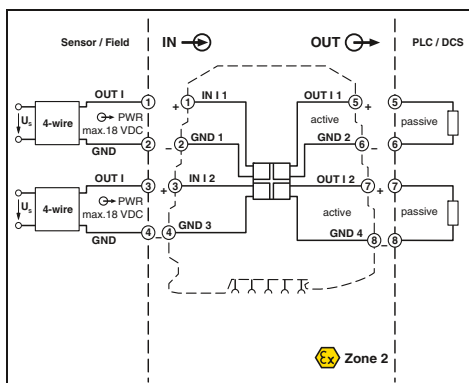 Sensor / Field IN OUT PLC / DCS
OUT I 1 1 IN I 1 OUT I 1 5 5
+ +
Us 4-wire PWR active passive
max.18 VDC
GND 2 2 GND 1 GND 2 6 6
– –
OUT I 3 3 IN I 2 OUT I 2 7 7
+ +
Us 4-wire PWR active passive
max.18 VDC
GND 4 4 GND 3 GND 4 8 8
– –
Ex Zone 2